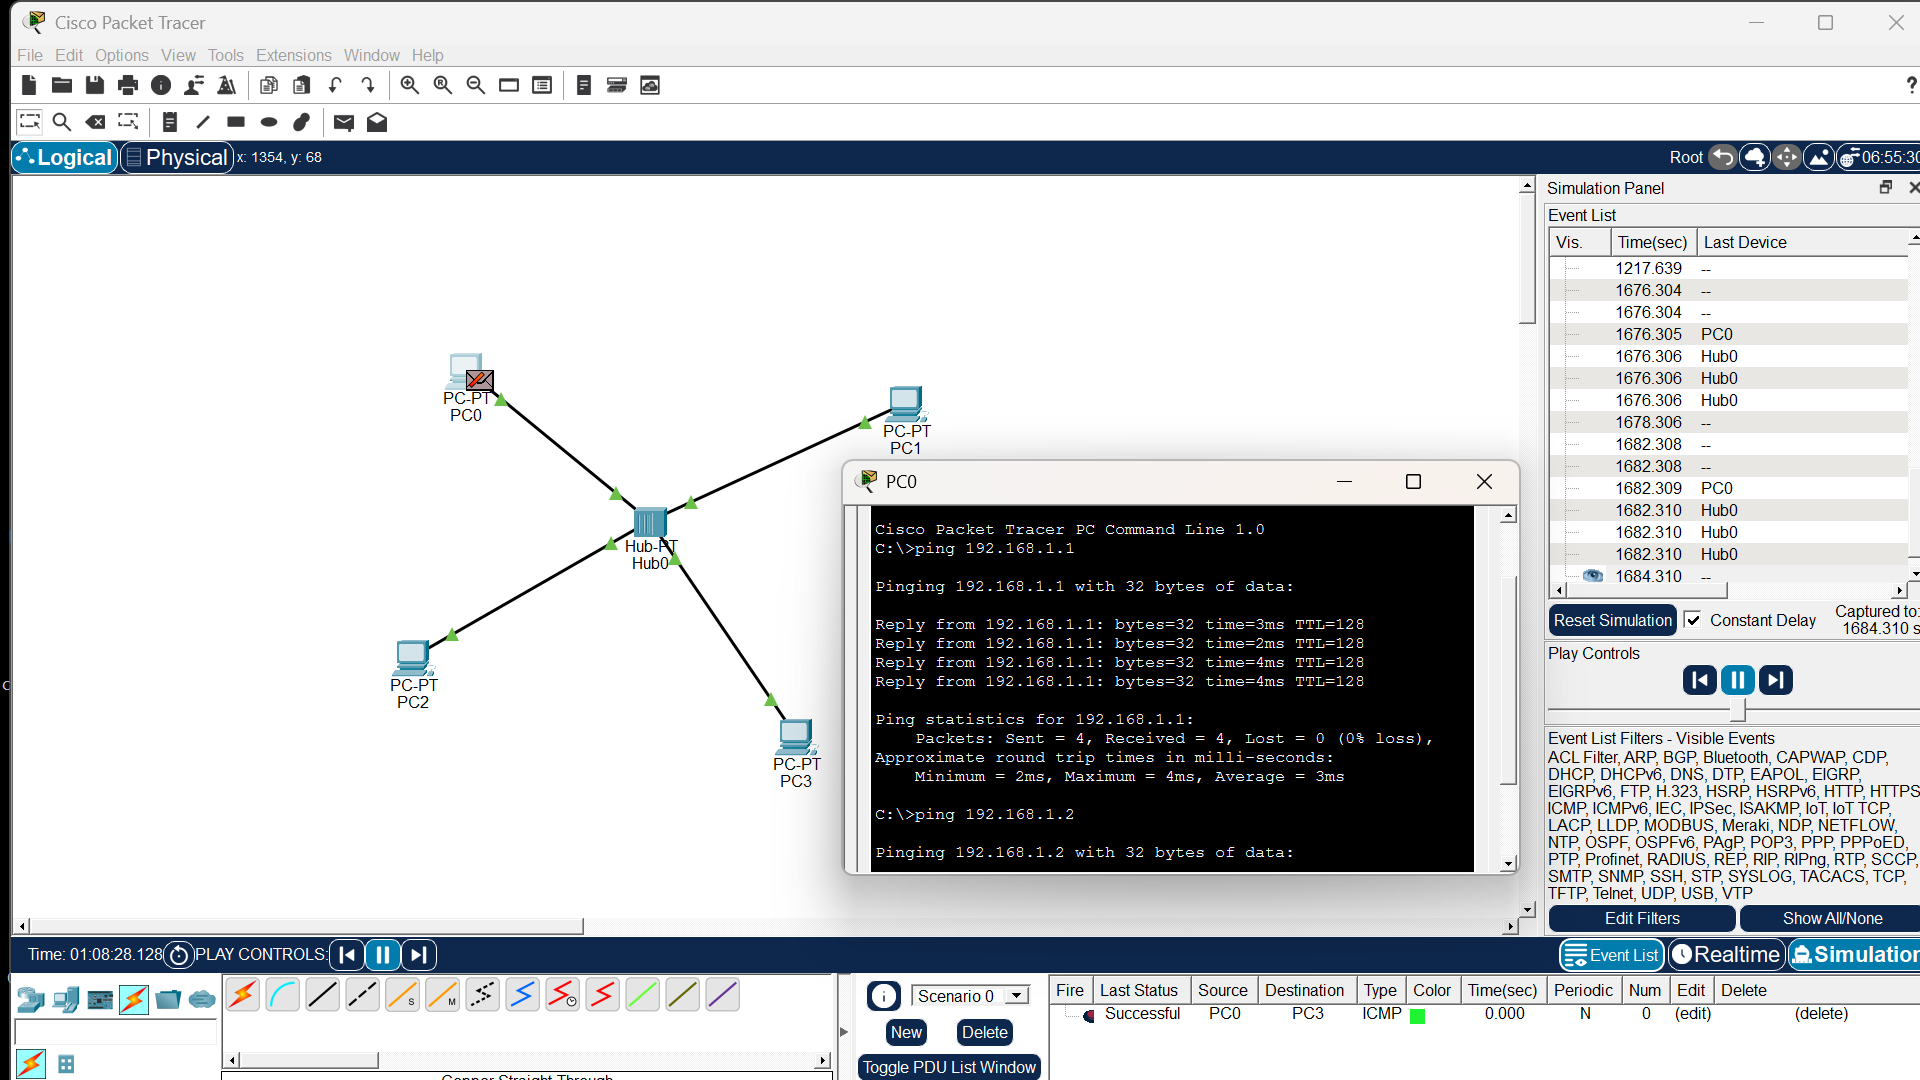 Cisco Packet Tracer
File Edit Options View Tools Extensions Window Help
?
Logical Physical x: 1354, y: 68
Root 06:55:30
Simulation Panel
Event List
Vis. Time(sec) Last Device
1217.639 --
1676.304 --
1676.304 --
1676.305 PC0
1676.306 Hub0
1676.306 Hub0
1676.306 Hub0
1678.306 --
1682.308 --
1682.308 --
1682.309 PC0
1682.310 Hub0
1682.310 Hub0
1682.310 Hub0
1684.310 --
Reset Simulation Constant Delay Captured to:
1684.310 s
Play Controls
Event List Filters - Visible Events
ACL Filter, ARP, BGP, Bluetooth, CAPWAP, CDP,
DHCP, DHCPv6, DNS, DTP, EAPOL, EIGRP,
EIGRPv6, FTP, H.323, HSRP, HSRPv6, HTTP, HTTPS
ICMP, ICMPv6, IEC, IPSec, ISAKMP, IoT, IoT TCP,
LACP, LLDP, MODBUS, Meraki, NDP, NETFLOW,
NTP, OSPF, OSPFv6, PAgP, POP3, PPP, PPPoED,
PTP, Profinet, RADIUS, REP, RIP, RIPng, RTP, SCCP,
SMTP, SNMP, SSH, STP, SYSLOG, TACACS, TCP,
TFTP, Telnet, UDP, USB, VTP
Edit Filters Show All/None
PC-PT
PC0
PC-PT
PC1
Hub-PT
Hub0
PC-PT
PC2
PC-PT
PC3
PC0
Cisco Packet Tracer PC Command Line 1.0
C:\>ping 192.168.1.1
Pinging 192.168.1.1 with 32 bytes of data:
Reply from 192.168.1.1: bytes=32 time=3ms TTL=128
Reply from 192.168.1.1: bytes=32 time=2ms TTL=128
Reply from 192.168.1.1: bytes=32 time=4ms TTL=128
Reply from 192.168.1.1: bytes=32 time=4ms TTL=128
Ping statistics for 192.168.1.1:
Packets: Sent = 4, Received = 4, Lost = 0 (0% loss),
Approximate round trip times in milli-seconds:
Minimum = 2ms, Maximum = 4ms, Average = 3ms
C:\>ping 192.168.1.2
Pinging 192.168.1.2 with 32 bytes of data:
Time: 01:08:28.128 PLAY CONTROLS:
Event List Realtime Simulation
S M
Scenario 0
New Delete
Toggle PDU List Window
Fire Last Status Source Destination Type Color Time(sec) Periodic Num Edit Delete
Successful PC0 PC3 ICMP 0.000 N 0 (edit) (delete)
Copper Straight-Through